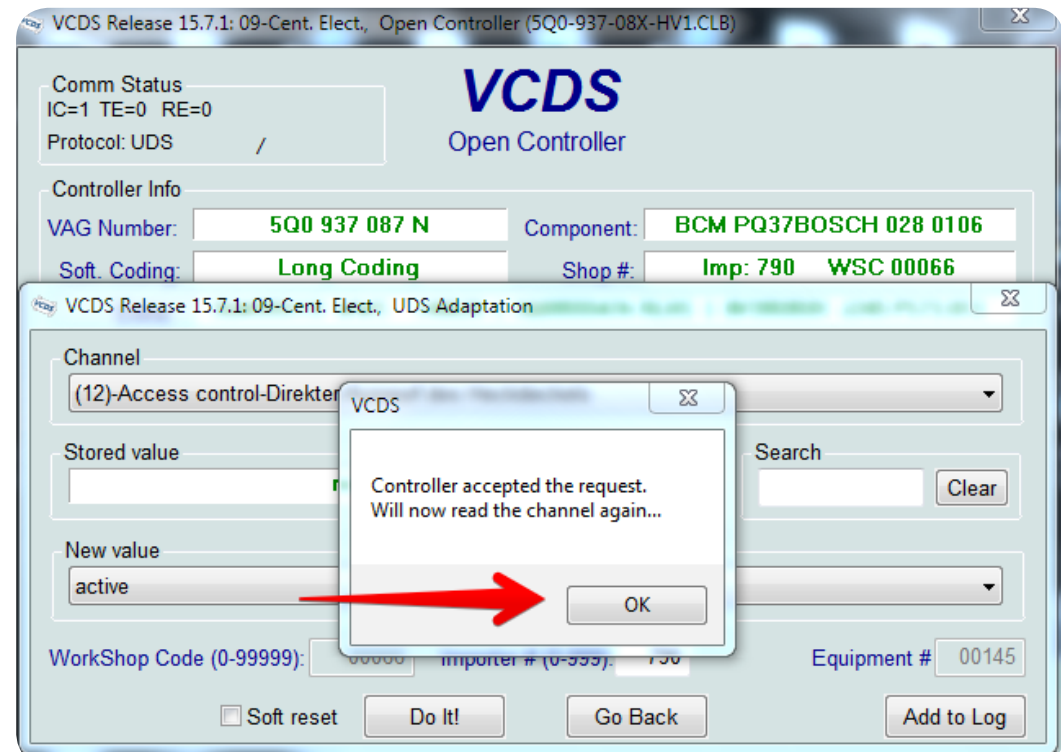 VCDS Release 15.7.1: 09-Cent. Elect., Open Controller (5Q0-937-08X-HV1.CLB)
Comm Status
IC=1 TE=0 RE=0
Protocol: UDS /
VCDS
Open Controller
Controller Info
VAG Number: 5Q0 937 087 N Component: BCM PQ37BOSCH 028 0106
Soft. Coding: Long Coding Shop #: Imp: 790 WSC 00066
VCDS Release 15.7.1: 09-Cent. Elect., UDS Adaptation
Channel
(12)-Access control-Direkter
VCDS
Controller accepted the request.
Will now read the channel again...
OK
Stored value
Search
Clear
New value
active
WorkShop Code (0-99999): 00066 Importer # (0-999): 790 Equipment # 00145
Soft reset Do It! Go Back Add to Log